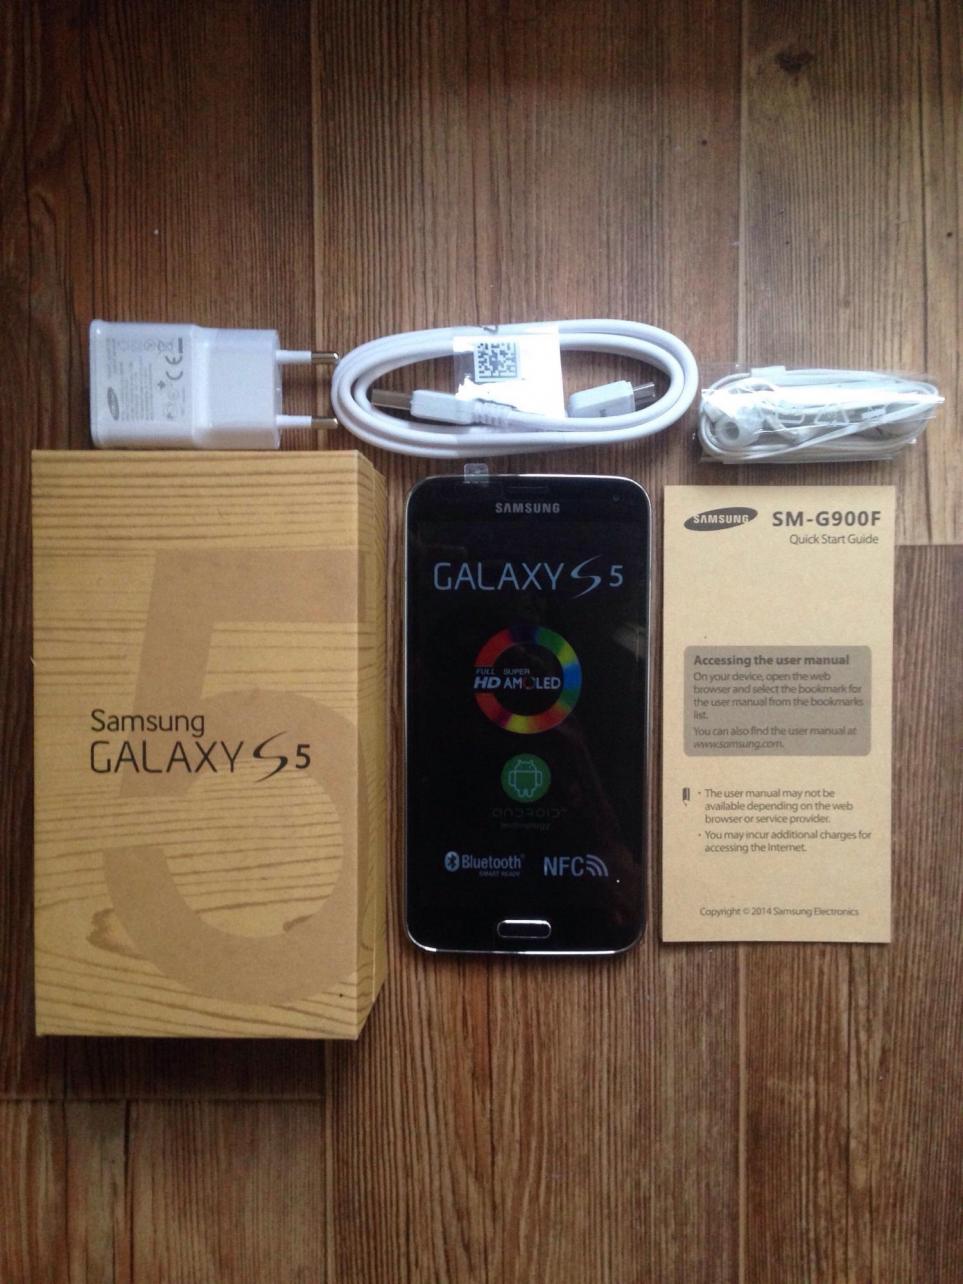 SAMSUNG
GALAXY S 5
FULL SUPER
HD AMOLED
ANDROID
technology
Bluetooth®
SMART READY
NFC
Samsung
GALAXY S 5
5
SAMSUNG
SM-G900F
Quick Start Guide
Accessing the user manual
On your device, open the web
browser and select the bookmark for
the user manual from the bookmarks
list.
You can also find the user manual at
www.samsung.com.
• The user manual may not be
available depending on the web
browser or service provider.
• You may incur additional charges for
accessing the Internet.
Copyright © 2014 Samsung Electronics